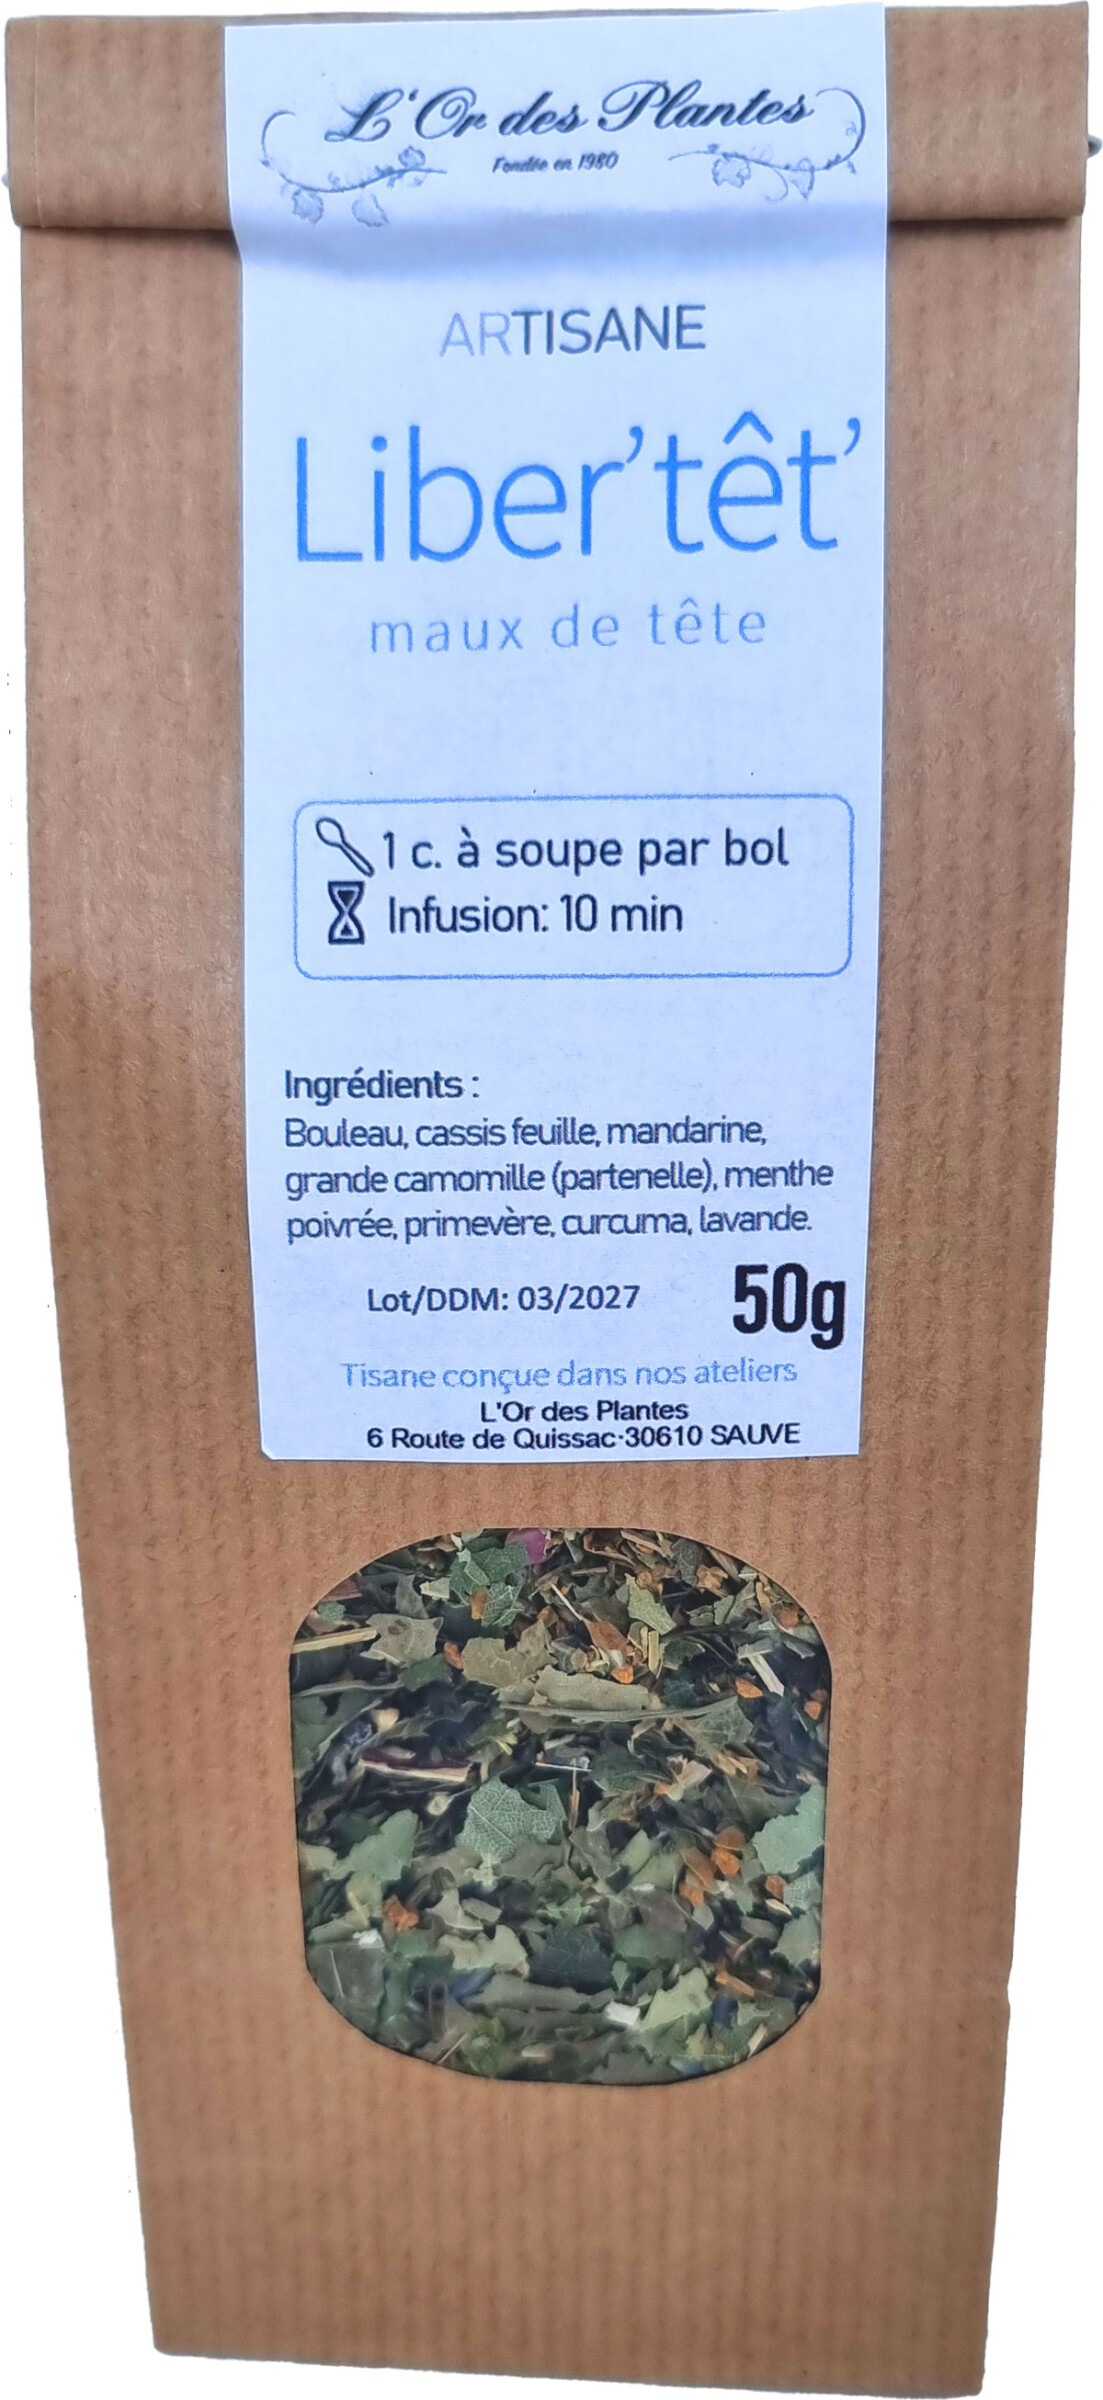 L'Or des Plantes
Fondée en 1980
ARTISANE
Liber'têt'
maux de tête
1 c. à soupe par bol
Infusion: 10 min
Ingrédients :
Bouleau, cassis feuille, mandarine,
grande camomille (partenelle), menthe
poivrée, primevère, curcuma, lavande.
Lot/DDM: 03/2027
50g
Tisane conçue dans nos ateliers
L'Or des Plantes
6 Route de Quissac-30610 SAUVE